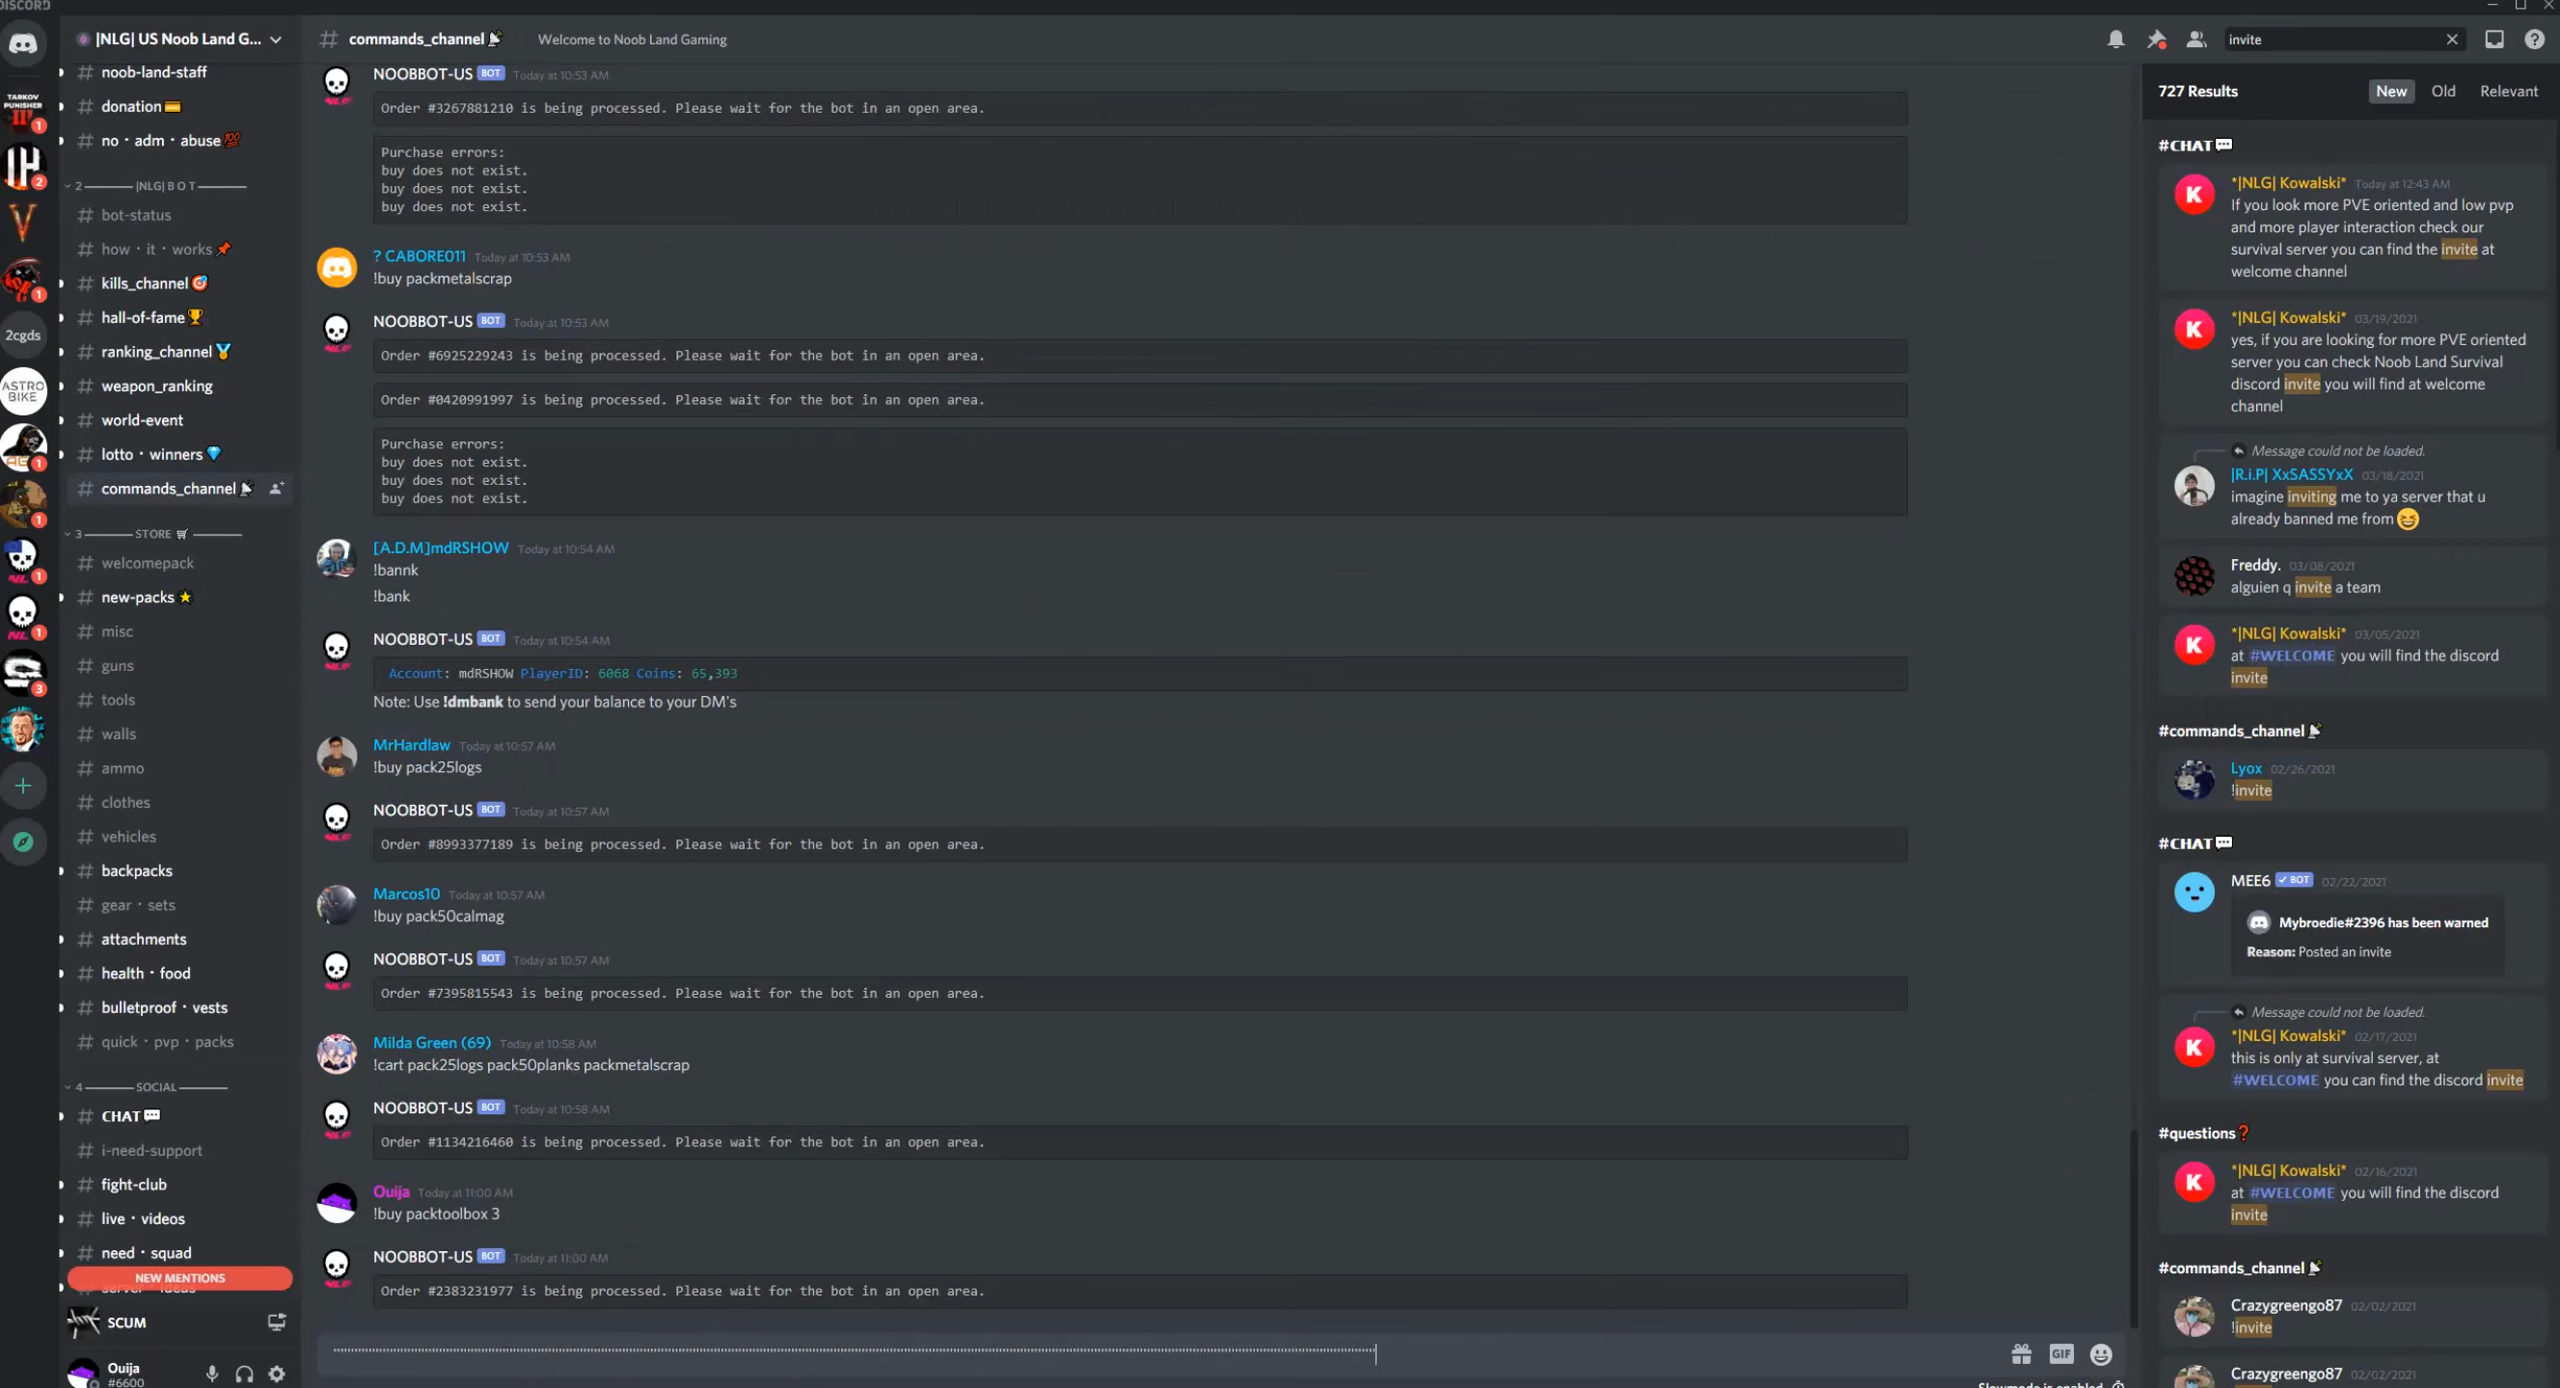 DISCORD
|NLG| US Noob Land G...
# commands_channel
Welcome to Noob Land Gaming
invite
TARKOV
PUNISHER
III
1
2
1
2cgds
ASTRO
BIKE
1
1
NL
1
NL
1
3
# noob-land-staff
# donation
# no · adm · abuse
2 |NLG| B O T
# bot-status
# how · it · works
# kills_channel
# hall-of-fame
# ranking_channel
# weapon_ranking
# world-event
# lotto · winners
# commands_channel
3 STORE
# welcomepack
# new-packs
# misc
# guns
# tools
# walls
# ammo
# clothes
# vehicles
# backpacks
# gear · sets
# attachments
# health · food
# bulletproof · vests
# quick · pvp · packs
4 SOCIAL
# CHAT
# i-need-support
# fight-club
# live · videos
# need · squad
NEW MENTIONS
SCUM
Ouija
#6600
NOOBBOT-US BOT Today at 10:53 AM
Order #3267881210 is being processed. Please wait for the bot in an open area.
Purchase errors:
buy does not exist.
buy does not exist.
buy does not exist.
? CABORE011 Today at 10:53 AM
!buy packmetalscrap
NOOBBOT-US BOT Today at 10:53 AM
Order #6925229243 is being processed. Please wait for the bot in an open area.
Order #0420991997 is being processed. Please wait for the bot in an open area.
Purchase errors:
buy does not exist.
buy does not exist.
buy does not exist.
[A.D.M]mdRSHOW Today at 10:54 AM
!bannk
!bank
NOOBBOT-US BOT Today at 10:54 AM
Account: mdRSHOW PlayerID: 6068 Coins: 65,393
Note: Use !dmbank to send your balance to your DM's
MrHardlaw Today at 10:57 AM
!buy pack25logs
NOOBBOT-US BOT Today at 10:57 AM
Order #8993377189 is being processed. Please wait for the bot in an open area.
Marcos10 Today at 10:57 AM
!buy pack50calmag
NOOBBOT-US BOT Today at 10:57 AM
Order #7395815543 is being processed. Please wait for the bot in an open area.
Milda Green (69) Today at 10:58 AM
!cart pack25logs pack50planks packmetalscrap
NOOBBOT-US BOT Today at 10:58 AM
Order #1134216460 is being processed. Please wait for the bot in an open area.
Ouija Today at 11:00 AM
!buy packtoolbox 3
NOOBBOT-US BOT Today at 11:00 AM
Order #2383231977 is being processed. Please wait for the bot in an open area.
GIF
Slowmode is enabled.
727 Results
New Old Relevant
#CHAT
K
*|NLG| Kowalski* Today at 12:43 AM
If you look more PVE oriented and low pvp
and more player interaction check our
survival server you can find the invite at
welcome channel
K
*|NLG| Kowalski* 03/19/2021
yes, if you are looking for more PVE oriented
server you can check Noob Land Survival
discord invite you will find at welcome
channel
Message could not be loaded.
|R.i.P| XxSASSYxX 03/18/2021
imagine inviting me to ya server that u
already banned me from
Freddy. 03/08/2021
alguien q invite a team
K
*|NLG| Kowalski* 03/05/2021
at #WELCOME you will find the discord
invite
#commands_channel
Lyox 02/26/2021
!invite
#CHAT
MEE6 BOT 02/22/2021
Mybroedie#2396 has been warned
Reason: Posted an invite
Message could not be loaded.
K
*|NLG| Kowalski* 02/17/2021
this is only at survival server, at
#WELCOME you can find the discord invite
#questions
K
*|NLG| Kowalski* 02/16/2021
at #WELCOME you will find the discord
invite
#commands_channel
Crazygreengo87 02/02/2021
!invite
Crazygreengo87 02/02/2021